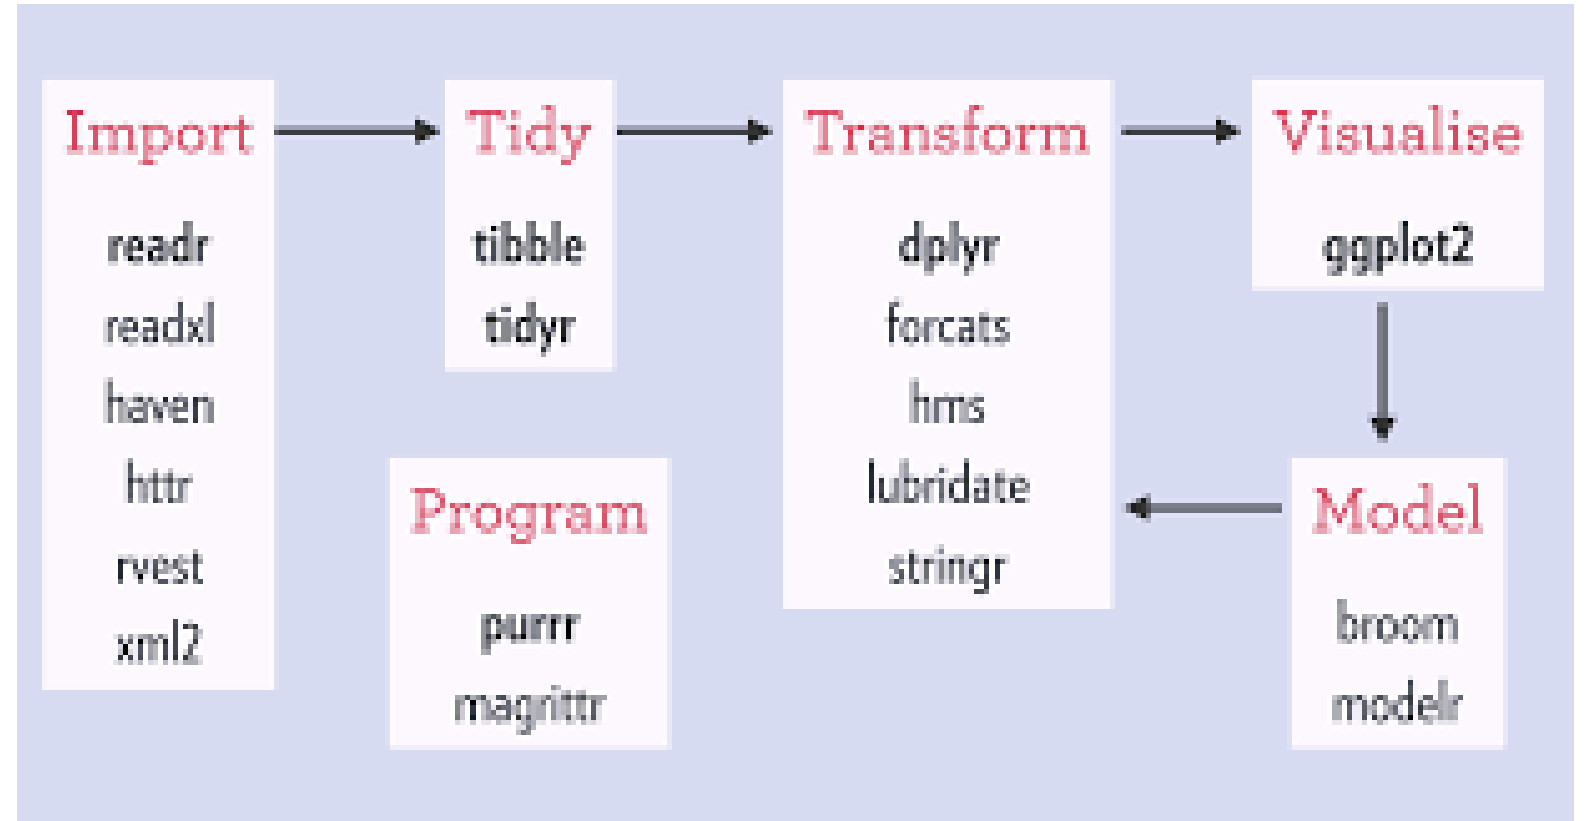 Import
readr
readxl
haven
httr
rvest
xml2
Tidy
tibble
tidyr
Program
purrr
magrittr
Transform
dplyr
forcats
hms
lubridate
stringr
Visualise
ggplot2
Model
broom
modelr